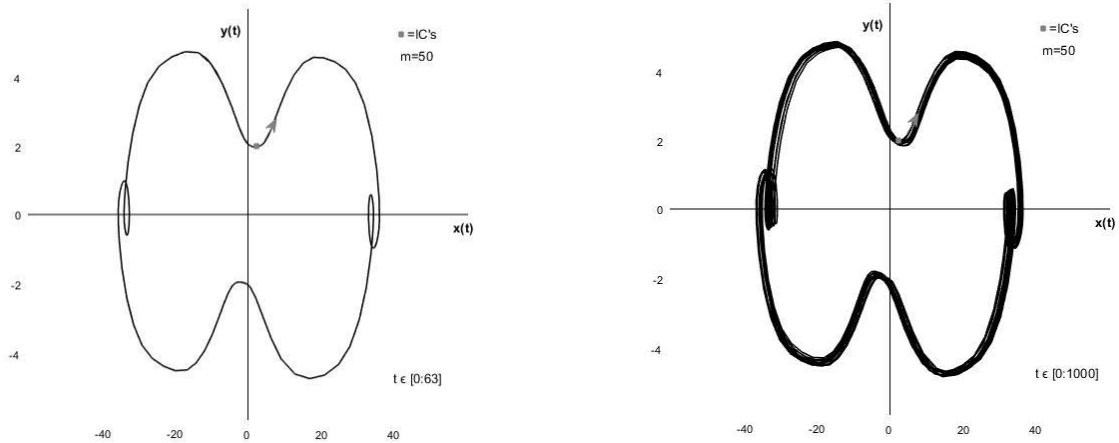 y(t)
=IC's
m=50
4
2
0
x(t)
-2
-4
t ϵ [0:63]
-40 -20 0 20 40
y(t)
=IC's
m=50
4
2
0
x(t)
-2
-4
t ϵ [0:1000]
-40 -20 0 20 40